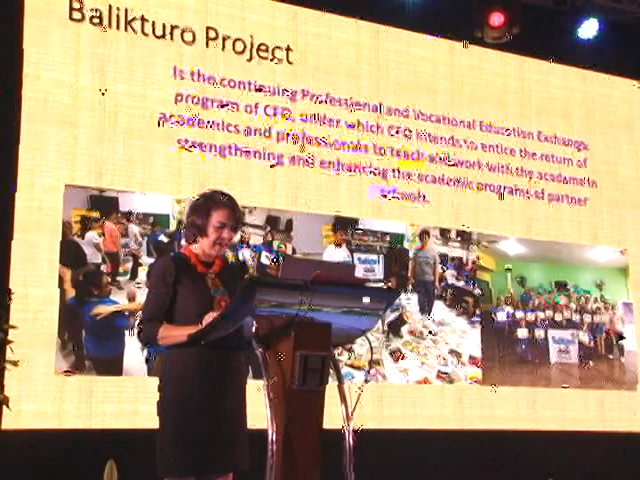 Balikturo Project
Is the continuing Professional and Vocational Education Exchange
program of CFO, under which CFO intends to entice the return of
academics and professionals to teach and work with the academe in
strengthening and enhancing the academic programs of partner
schools.
H